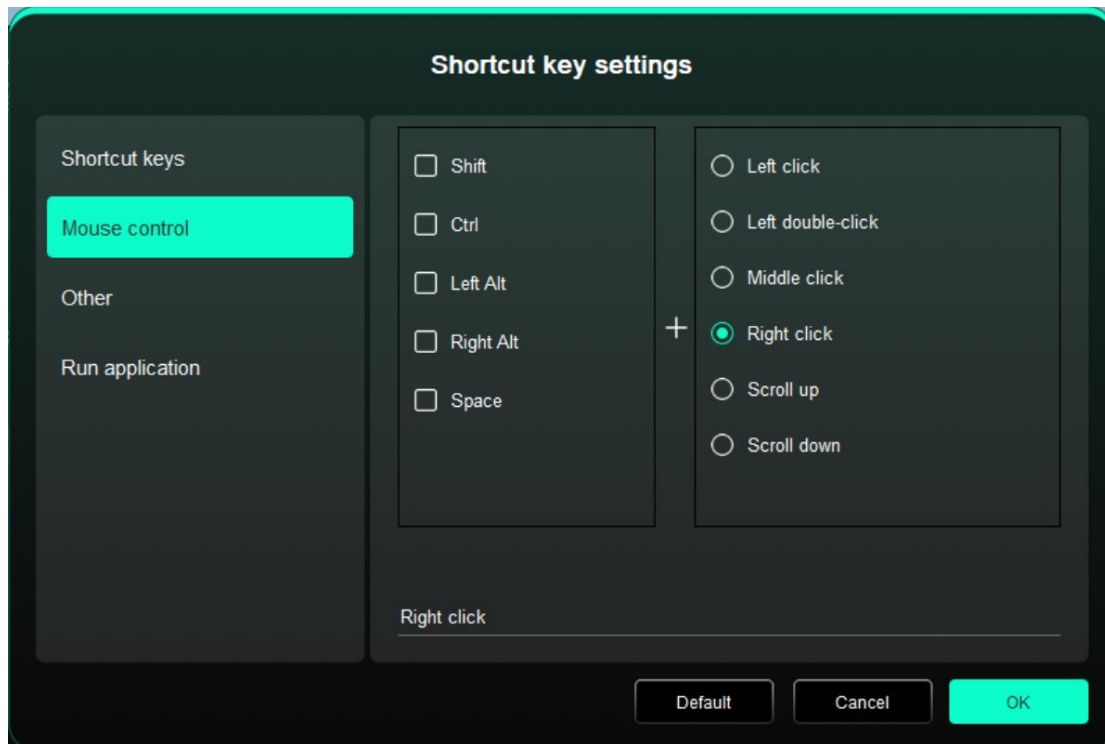 Shortcut key settings
Shortcut keys
Mouse control
Other
Run application
Shift
Ctrl
Left Alt
Right Alt
Space
+
Left click
Left double-click
Middle click
Right click
Scroll up
Scroll down
Right click
Default
Cancel
OK